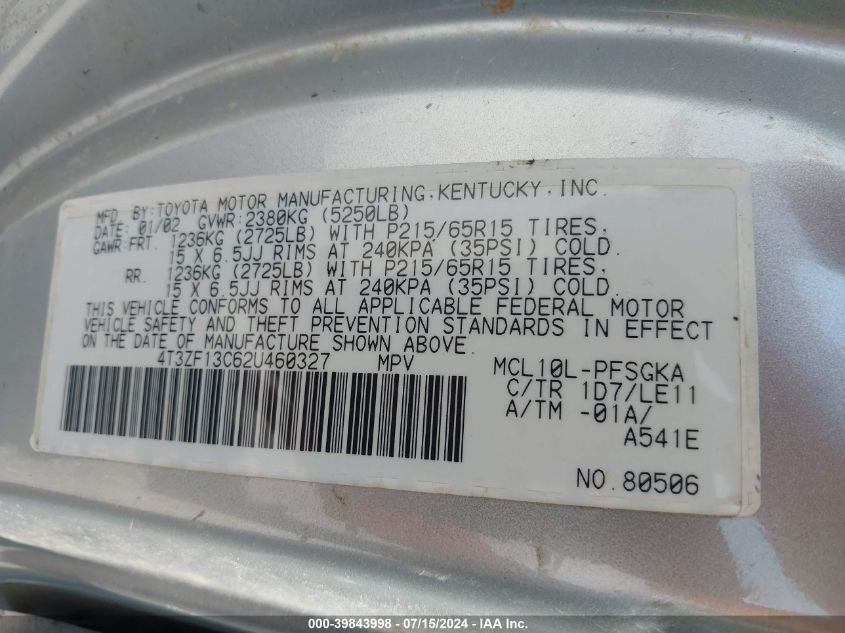 MFD. BY:TOYOTA MOTOR MANUFACTURING,KENTUCKY,INC.
DATE: 01/02 GVWR:2380KG (5250LB)
GAWR:FRT. 1236KG (2725LB) WITH P215/65R15 TIRES,
15 X 6.5JJ RIMS AT 240KPA (35PSI) COLD.
RR. 1236KG (2725LB) WITH P215/65R15 TIRES,
15 X 6.5JJ RIMS AT 240KPA (35PSI) COLD.
THIS VEHICLE CONFORMS TO ALL APPLICABLE FEDERAL MOTOR
VEHICLE SAFETY AND THEFT PREVENTION STANDARDS IN EFFECT
ON THE DATE OF MANUFACTURE SHOWN ABOVE.
4T3ZF13C62U460327 MPV
MCL10L-PFSGKA
C/TR 1D7/LE11
A/TM -01A/
A541E
NO.80506
000-39843998 - 07/15/2024 - IAA Inc.